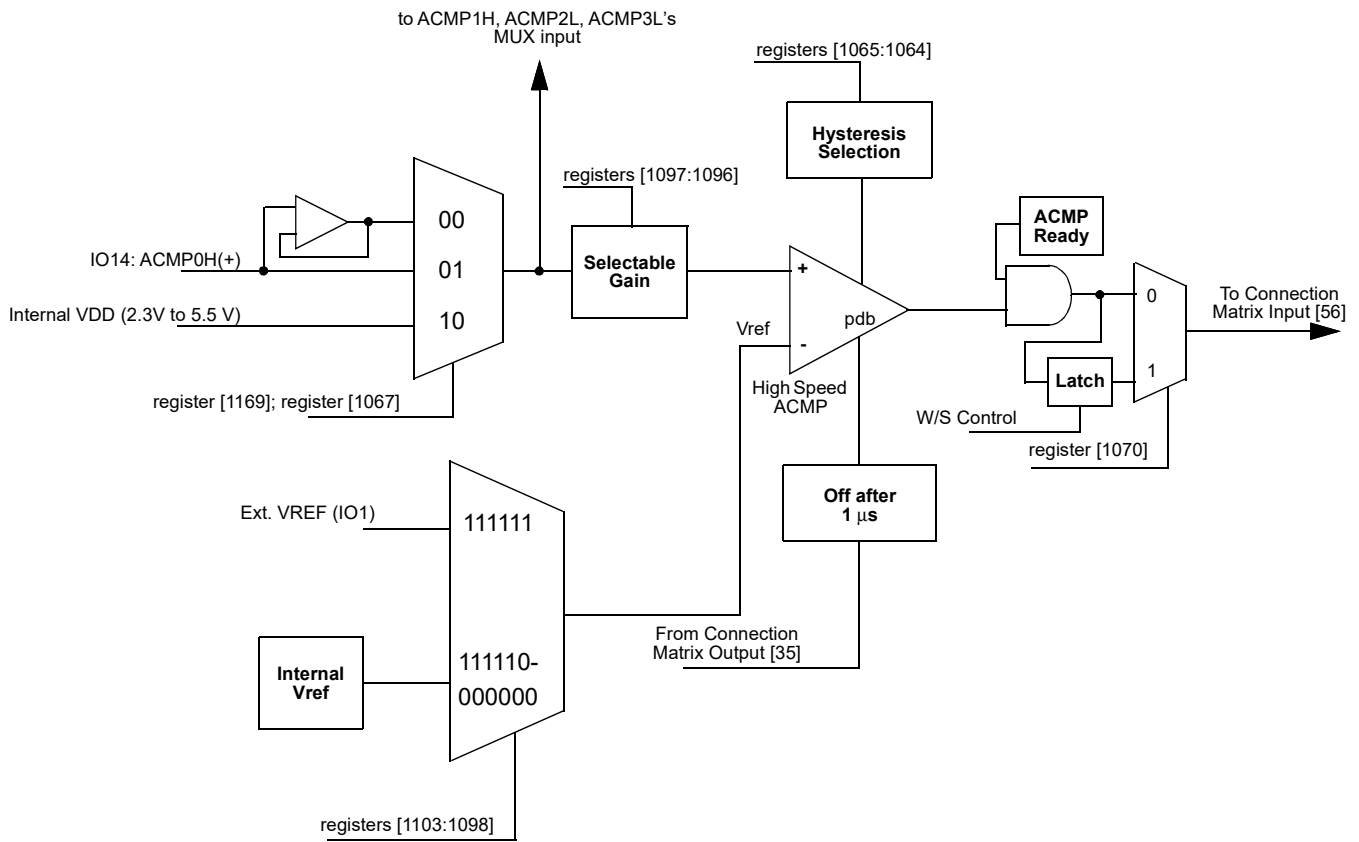 to ACMP1H, ACMP2L, ACMP3L's
MUX input
registers [1065:1064]
Hysteresis
Selection
registers [1097:1096]
ACMP
Ready
00
IO14: ACMP0H(+)
01
Selectable
Gain
+
0
To Connection
Matrix Input [56]
Internal VDD (2.3V to 5.5 V)
10
Vref
pdb
-
1
Latch
High Speed
ACMP
register [1169]; register [1067]
W/S Control
register [1070]
Off after
1 μs
Ext. VREF (IO1)
111111
From Connection
Matrix Output [35]
Internal
Vref
111110-
000000
registers [1103:1098]